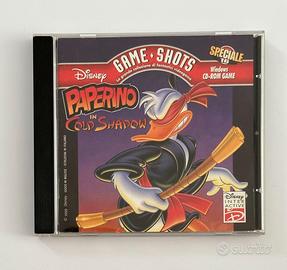 GAME·SHOTS
La grande collezione di fantastici videogiochi
SPECIALE
Windows
CD-ROM GAME
Disney
PAPERINO
IN
COLD SHADOW
Disney
INTER
ACTIVE
subito